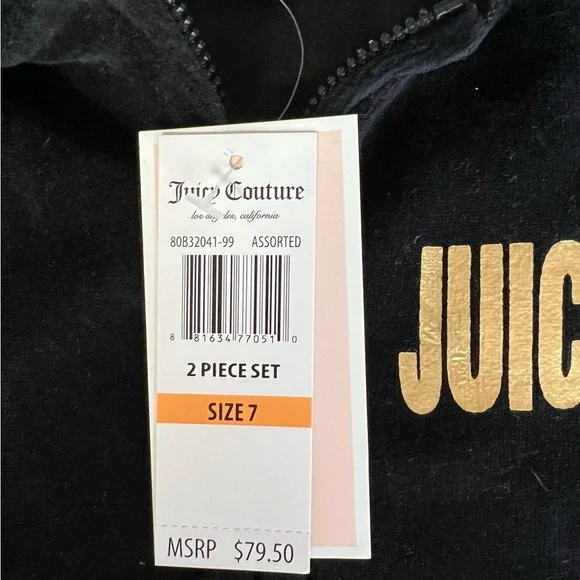 Juicy Couture
los angeles, california
80B32041-99 ASSORTED
8 81634 77051 0
2 PIECE SET
SIZE 7
MSRP $79.50
JUIC